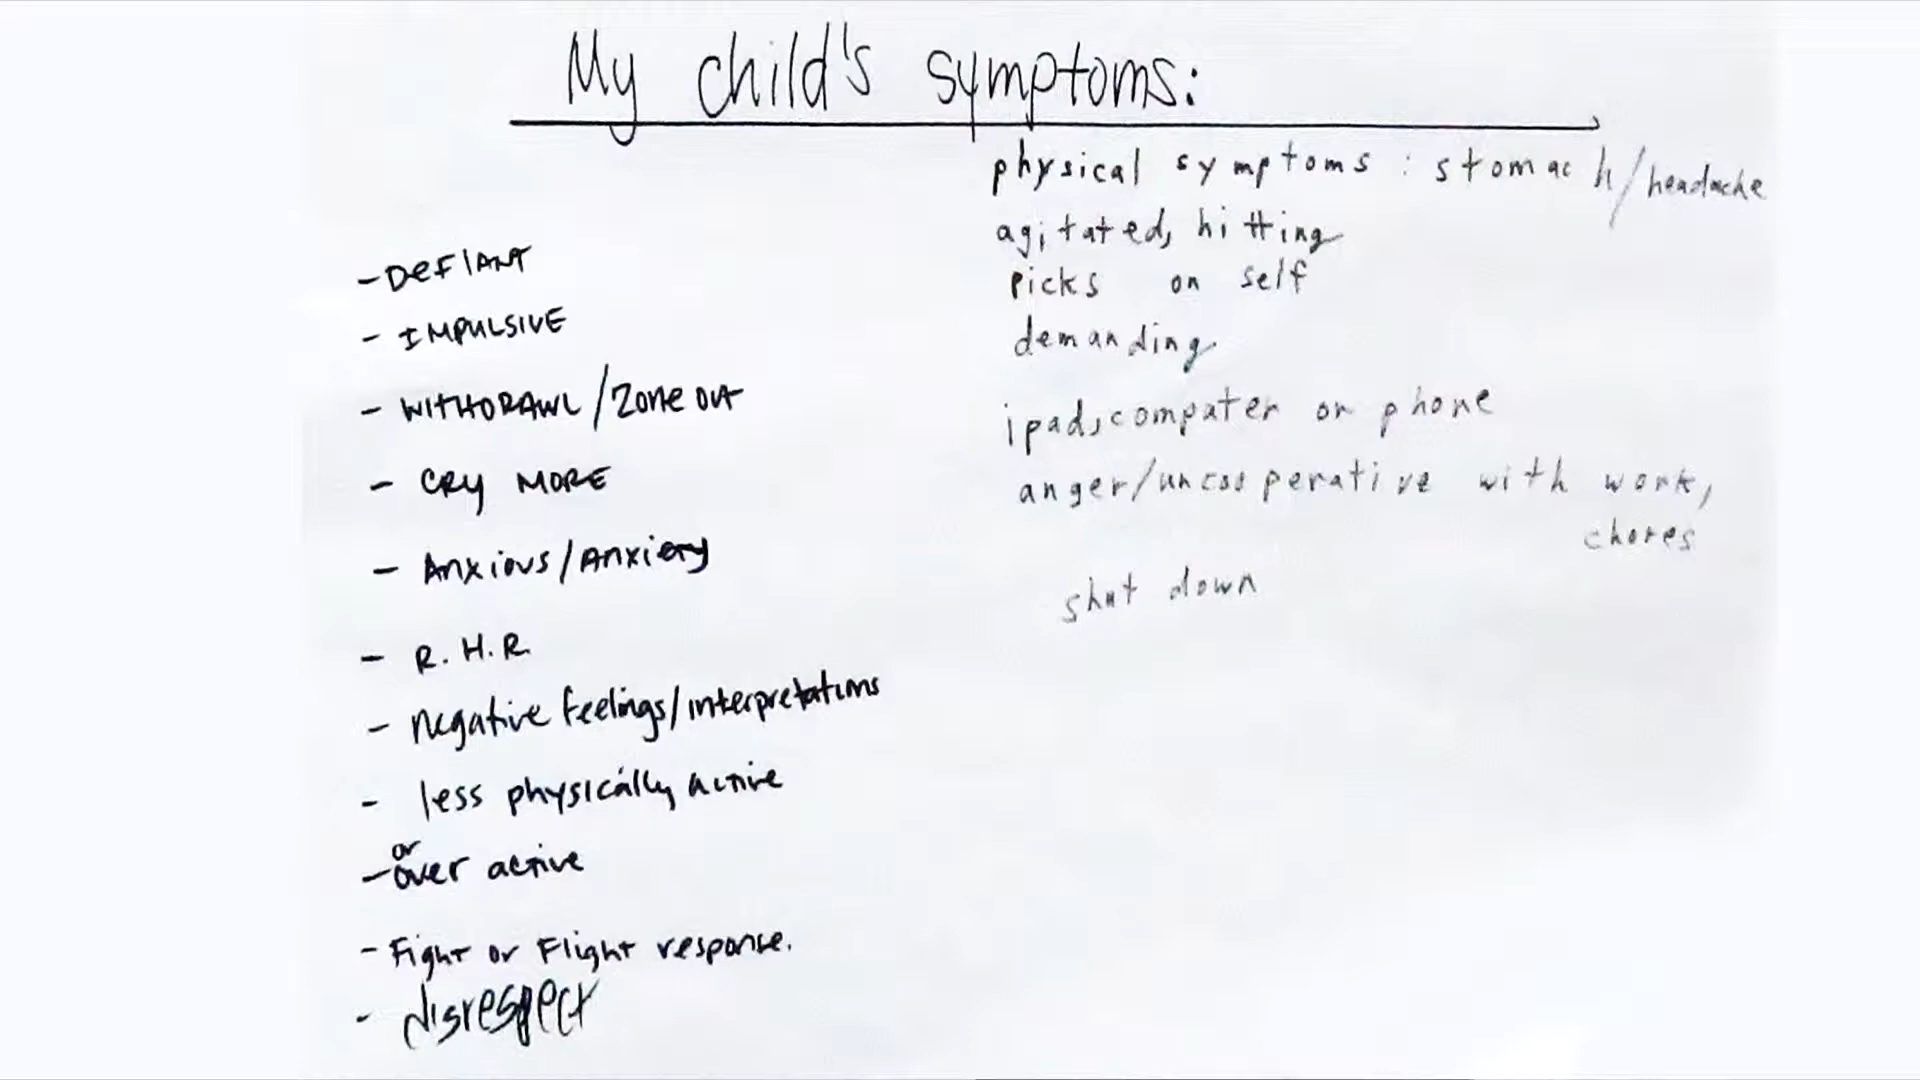 My child's symptoms:
- DEFIANT
- IMPULSIVE
- WITHDRAWL/Zone out
- CRY MORE
- Anxious/Anxiety
- R.H.R.
- negative feelings/interpretations
- less physically active
or
- over active
- Fight or Flight response.
- disrespect
physical symptoms: stomach/headache
agitated, hitting
picks on self
demanding
ipad, computer or phone
anger/uncooperative with work,
chores
shut down